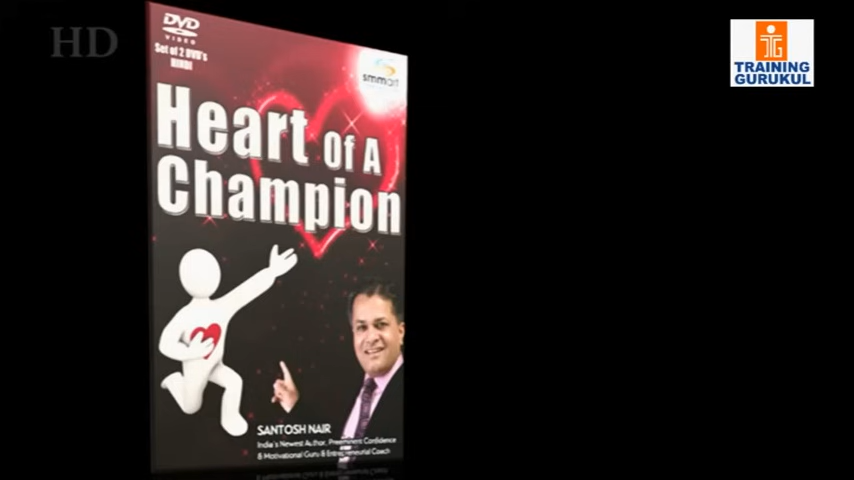 HD
DVD
VIDEO
Set of 2 DVD's
HINDI
smmart
Heart Of A
Champion
SANTOSH NAIR
India's Newest Author, Preeminent Confidence
& Motivational Guru & Entrepreneurial Coach
TRAINING
GURUKUL